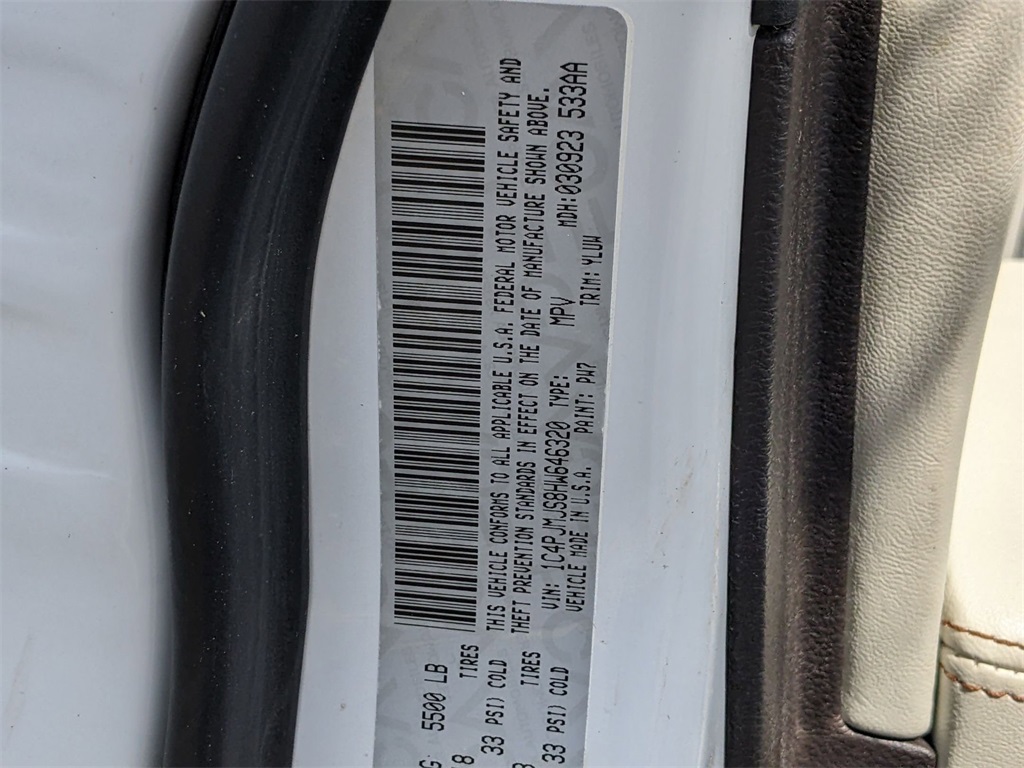 5500 LB
TIRES
33 PSI) COLD
TIRES
33 PSI) COLD
THIS VEHICLE CONFORMS TO ALL APPLICABLE U.S.A. FEDERAL MOTOR VEHICLE SAFETY AND
THEFT PREVENTION STANDARDS IN EFFECT ON THE DATE OF MANUFACTURE SHOWN ABOVE.
VIN: 1C4PJMJS8HW646320 TYPE: MPV MDH:030923 533AA
VEHICLE MADE IN U.S.A. PAINT: PW7 TRIM: YLUW